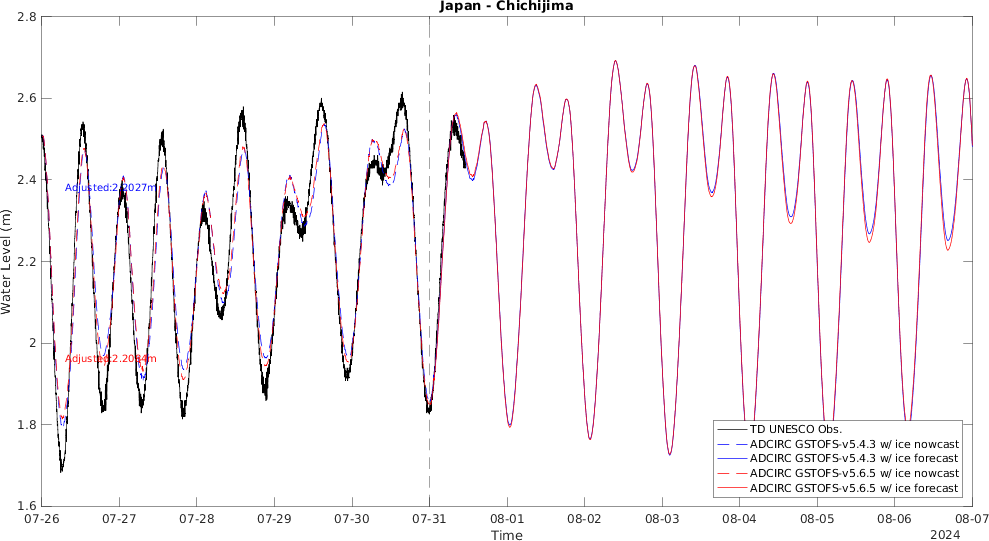 Japan - Chichijima
Water Level (m)
2.8
2.6
2.4
2.2
2
1.8
1.6
Adjusted:2.2027m
TD UNESCO Obs.
ADCIRC GSTOFS-v5.4.3 w/ ice nowcast
ADCIRC GSTOFS-v5.4.3 w/ ice forecast
ADCIRC GSTOFS-v5.6.5 w/ ice nowcast
ADCIRC GSTOFS-v5.6.5 w/ ice forecast
07-26 07-27 07-28 07-29 07-30 07-31 08-01 08-02 08-03 08-04 08-05 08-06 08-07
Time
2024